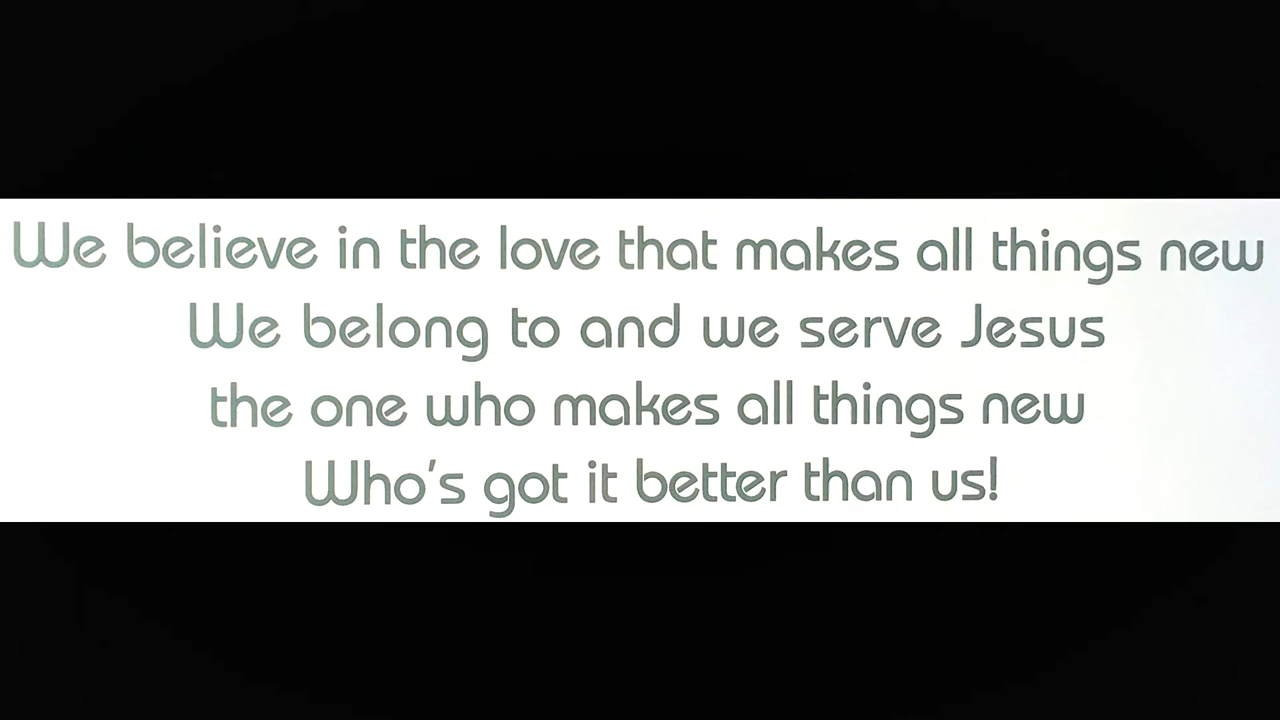 We believe in the love that makes all things new
We belong to and we serve Jesus
the one who makes all things new
Who's got it better than us!